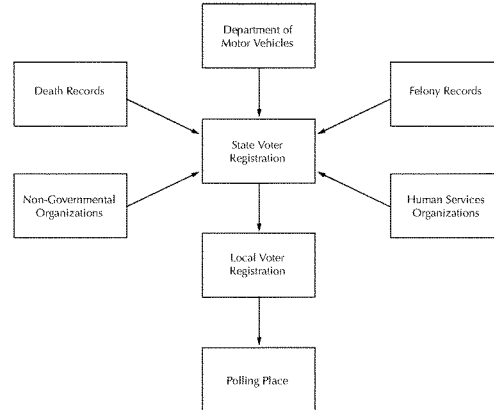 Department of
Motor Vehicles
Death Records
Felony Records
State Voter
Registration
Non-Governmental
Organizations
Human Services
Organizations
Local Voter
Registration
Polling Place